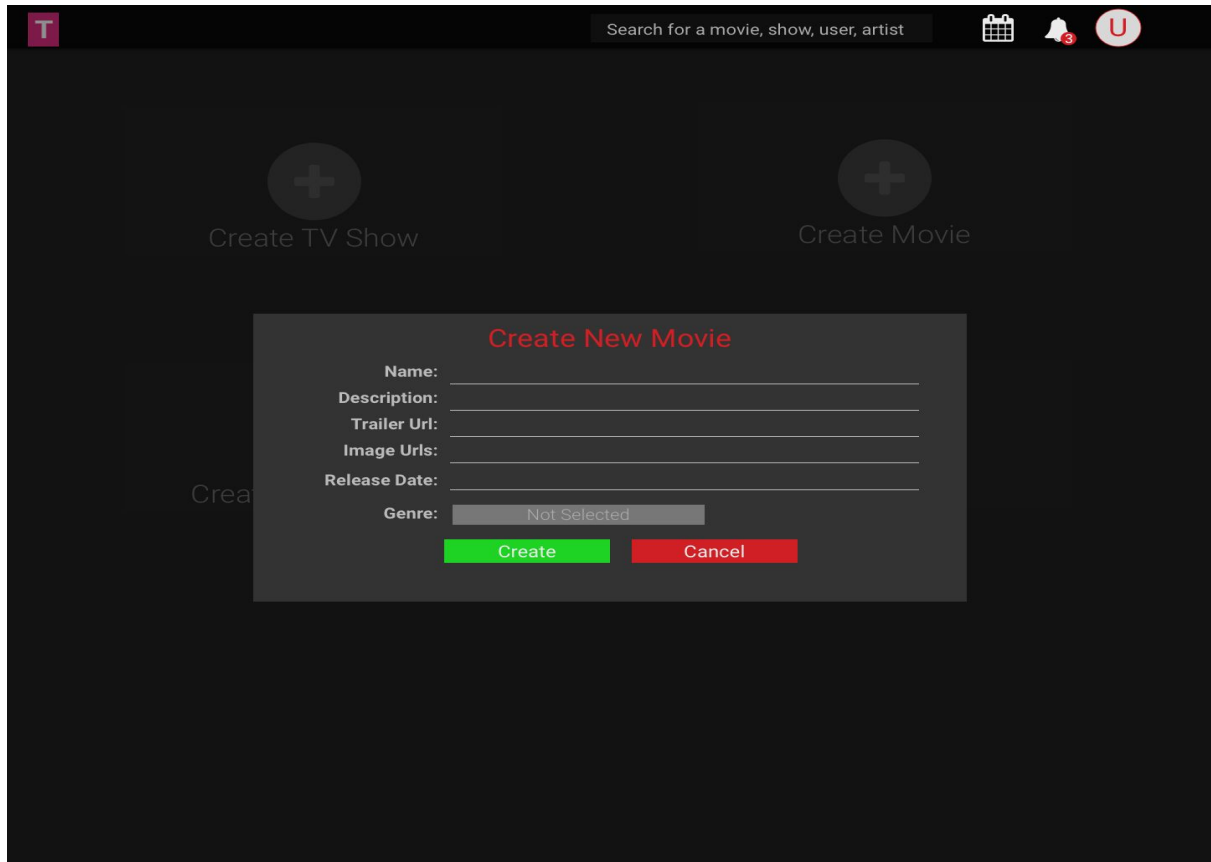 T
Search for a movie, show, user, artist
3
U
Create TV Show
Create Movie
Create New Movie
Name:
Description:
Trailer Url:
Image Urls:
Release Date:
Genre: Not Selected
Create Cancel